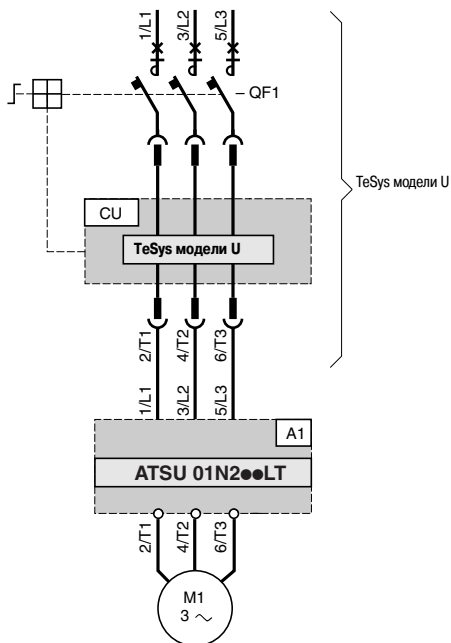 1/L1 3/L2 5/L3
QF1
TeSys модели U
CU
TeSys модели U
2/T1 4/T2 6/T3
1/L1 3/L2 5/L3
A1
ATSU 01N2●●LT
2/T1 4/T2 6/T3
M1
3 ~